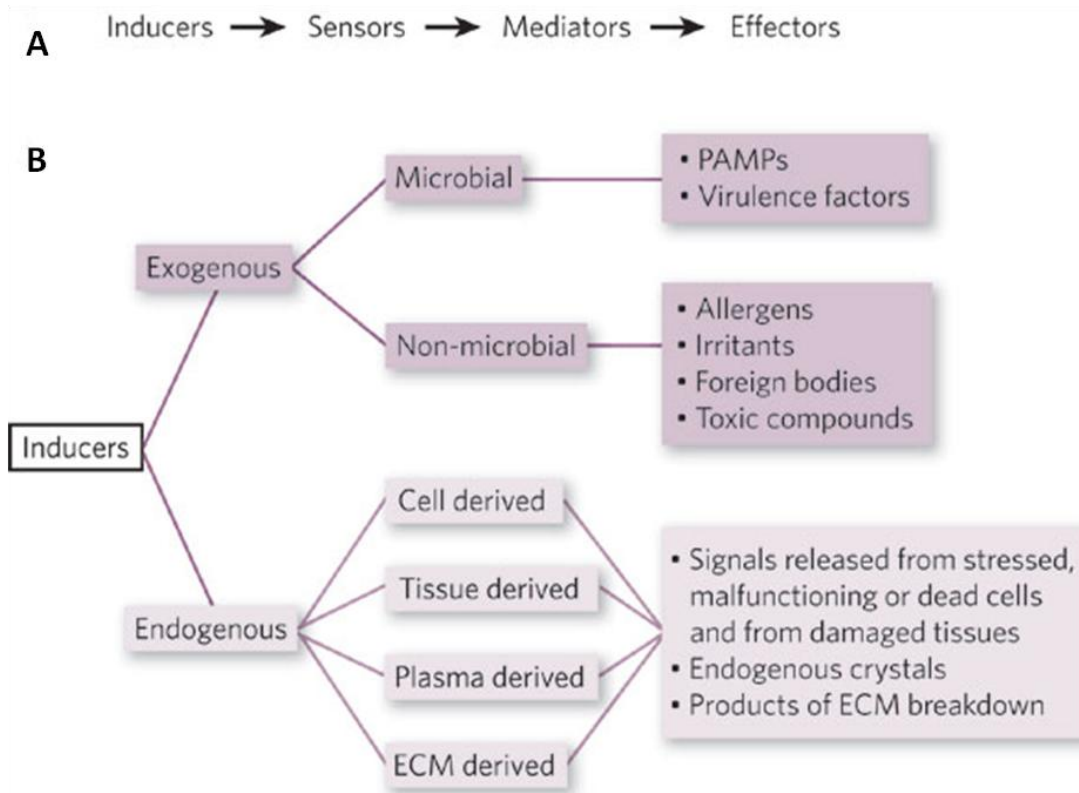 A
Inducers → Sensors → Mediators → Effectors
B
Inducers
Exogenous
Microbial
▪ PAMPs
▪ Virulence factors
Non-microbial
▪ Allergens
▪ Irritants
▪ Foreign bodies
▪ Toxic compounds
Endogenous
Cell derived
Tissue derived
Plasma derived
ECM derived
▪ Signals released from stressed,
malfunctioning or dead cells
and from damaged tissues
▪ Endogenous crystals
▪ Products of ECM breakdown